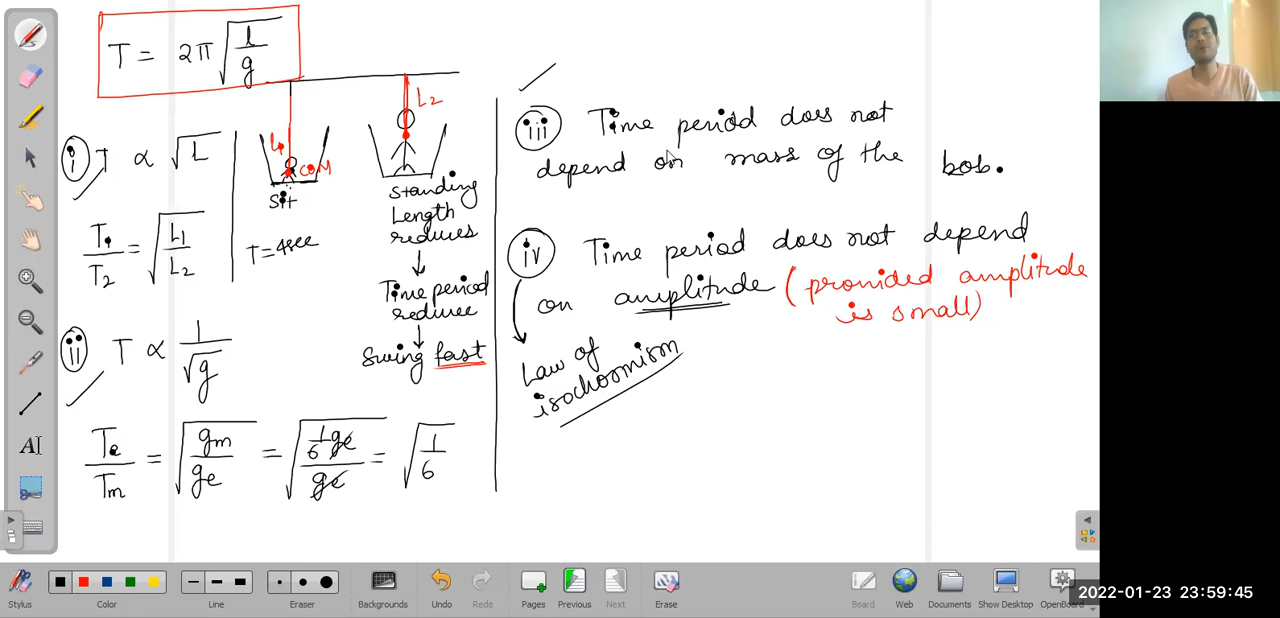 T = 2π √(l/g)
i) T ∝ √L
T1/T2 = √(L1/L2)
L1
COM
Sit
T=4sec
L2
Standing
Length
reduces
↓
Time period
reduce
↓
Swing fast
ii) T ∝ 1/√g
Te/Tm = √(gm/ge) = √(1/6 ge/ge) = √(1/6)
iii) Time period does not
depend on mass of the bob.
iv) Time period does not depend
on amplitude (provided amplitude
is small)
Law of
isochornism
A
Stylus
Color
Line
Eraser
Backgrounds
Undo
Redo
Pages
Previous
Next
Erase
Board
Web
Documents
Show Desktop
OpenBoard
2022-01-23 23:59:45